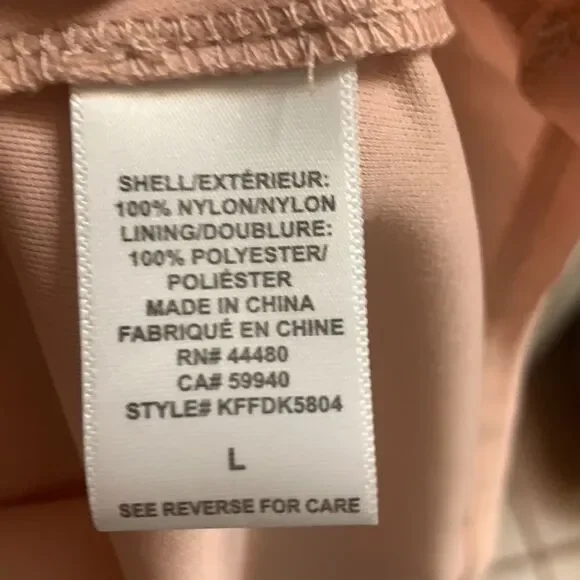 SHELL/EXTÉRIEUR:
100% NYLON/NYLON
LINING/DOUBLURE:
100% POLYESTER/
POLIÉSTER
MADE IN CHINA
FABRIQUÉ EN CHINE
RN# 44480
CA# 59940
STYLE# KFFDK5804
L
SEE REVERSE FOR CARE